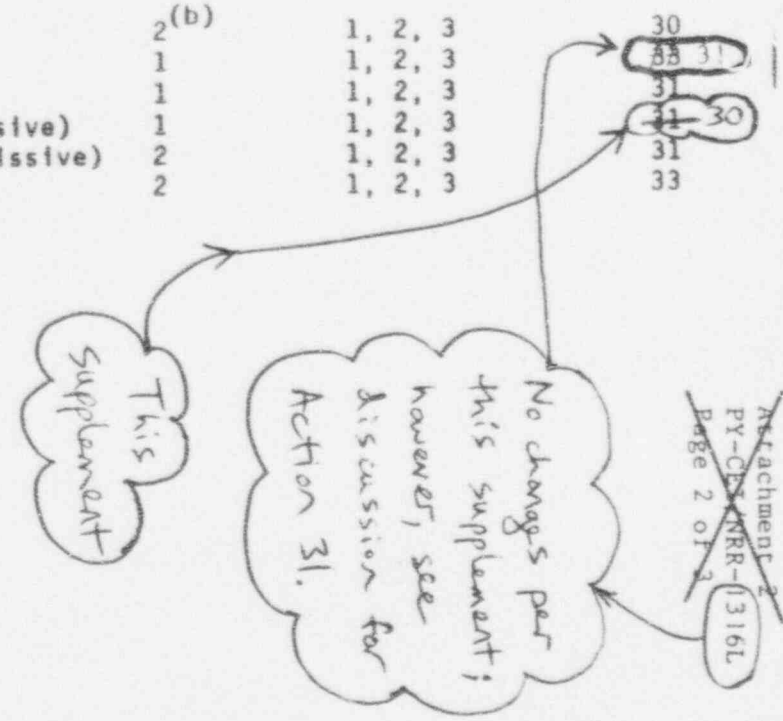 2(b) 1, 2, 3 30
1 1, 2, 3 33 31
1 1, 2, 3 31
sive) 1 1, 2, 3 31 30
issive) 2 1, 2, 3 31
2 1, 2, 3 33
This
Supplement
No changes per
this supplement;
however, see
discussion for
Action 31.
Attachment 2
PY-CEI/NRR-1316L
Page 2 of 3